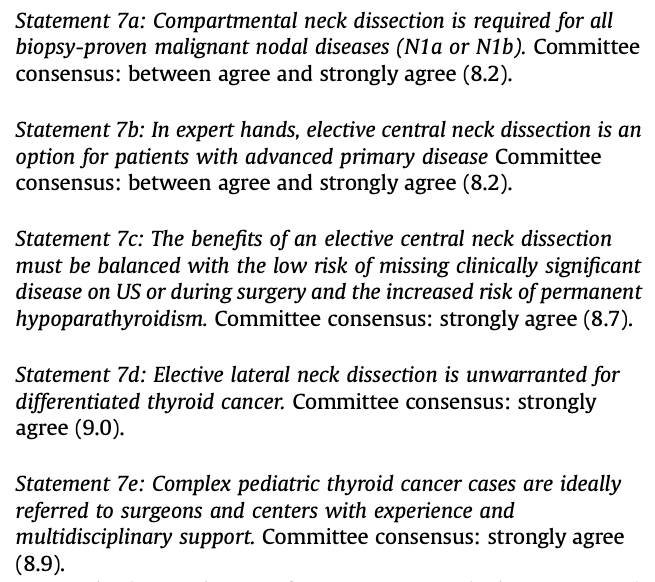 Statement 7a: Compartmental neck dissection is required for all
biopsy-proven malignant nodal diseases (N1a or N1b). Committee
consensus: between agree and strongly agree (8.2).
Statement 7b: In expert hands, elective central neck dissection is an
option for patients with advanced primary disease Committee
consensus: between agree and strongly agree (8.2).
Statement 7c: The benefits of an elective central neck dissection
must be balanced with the low risk of missing clinically significant
disease on US or during surgery and the increased risk of permanent
hypoparathyroidism. Committee consensus: strongly agree (8.7).
Statement 7d: Elective lateral neck dissection is unwarranted for
differentiated thyroid cancer. Committee consensus: strongly
agree (9.0).
Statement 7e: Complex pediatric thyroid cancer cases are ideally
referred to surgeons and centers with experience and
multidisciplinary support. Committee consensus: strongly agree
(8.9).